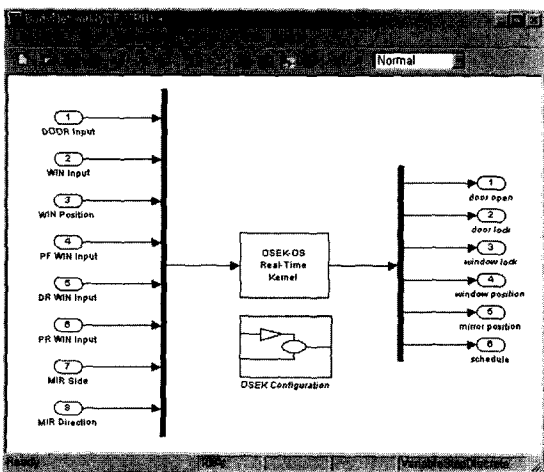 Normal
1
DOOR Input
2
WIN Input
3
WIN Position
4
PF WIN Input
5
DR WIN Input
6
PR WIN Input
7
MIR Side
8
MIR Direction
OSEK-OS
Real-Time
Kernel
OSEK Configuration
1
door open
2
door lock
3
window lock
4
window position
5
mirror position
6
schedule
Ready
VariableStepDiscrete